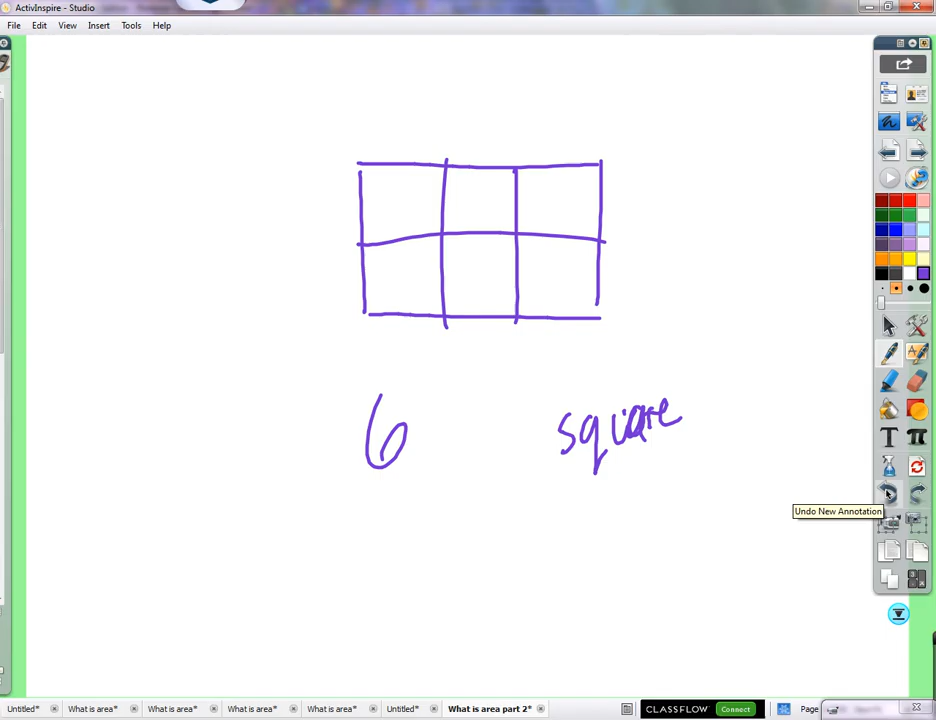 ActivInspire - Studio
File Edit View Insert Tools Help
6 square
Undo New Annotation
Untitled* What is area* What is area* What is area* What is area* Untitled* What is area part 2* CLASSFLOW Connect Page